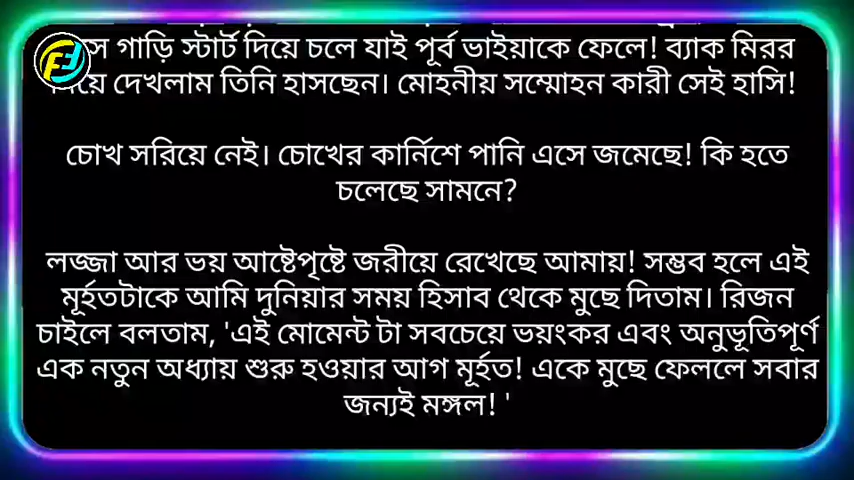 গাড়ি স্টার্ট দিয়ে চলে যাই পূর্ব ভাইয়াকে ফেলে! ব্যাক মিরর
দেখলাম তিনি হাসছেন। মোহনীয় সম্মোহন কারী সেই হাসি!
চোখ সরিয়ে নেই। চোখের কার্নিশে পানি এসে জমেছে! কি হতে
চলেছে সামনে?
লজ্জা আর ভয় আষ্টেপৃষ্টে জরীয়ে রেখেছে আমায়! সম্ভব হলে এই
মূর্হতটাকে আমি দুনিয়ার সময় হিসাব থেকে মুছে দিতাম। রিজন
চাইলে বলতাম, 'এই মোমেন্ট টা সবচেয়ে ভয়ংকর এবং অনুভূতিপূর্ণ
এক নতুন অধ্যায় শুরু হওয়ার আগ মূর্হত! একে মুছে ফেললে সবার
জন্যই মঙ্গল! '